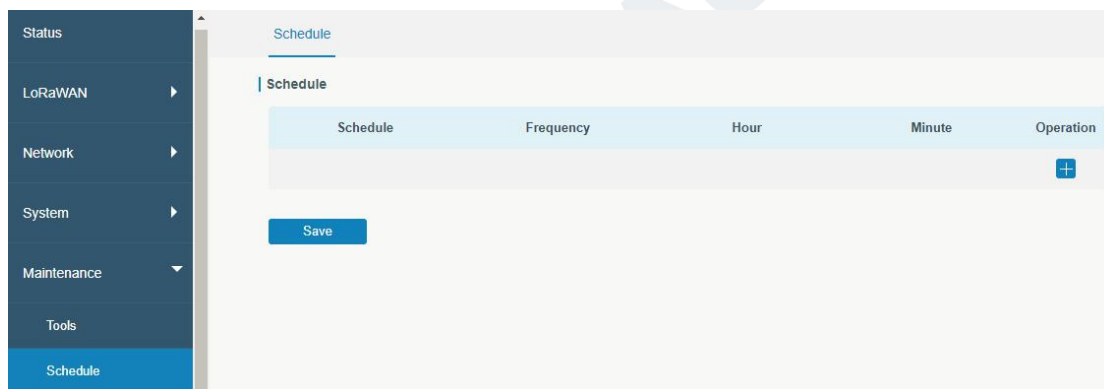 Status
LoRaWAN
Network
System
Maintenance
Tools
Schedule
Schedule
Schedule
Schedule Frequency Hour Minute Operation
Save